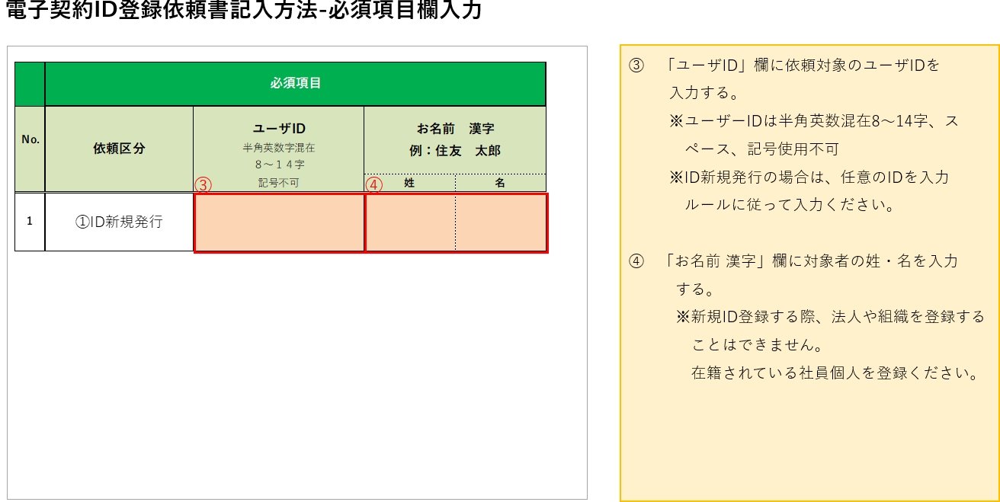 電子契約ID登録依頼書記入方法-必須項目欄入力
必須項目
No.
依頼区分
ユーザID
半角英数字混在
8～１４字
記号不可
お名前　漢字
例：住友　太郎
③
④
姓
名
1
①ID新規発行
③　「ユーザID」欄に依頼対象のユーザIDを
入力する。
※ユーザーIDは半角英数混在8～14字、ス
ペース、記号使用不可
※ID新規発行の場合は、任意のIDを入力
ルールに従って入力ください。
④　「お名前 漢字」欄に対象者の姓・名を入力
する。
※新規ID登録する際、法人や組織を登録する
ことはできません。
在籍されている社員個人を登録ください。